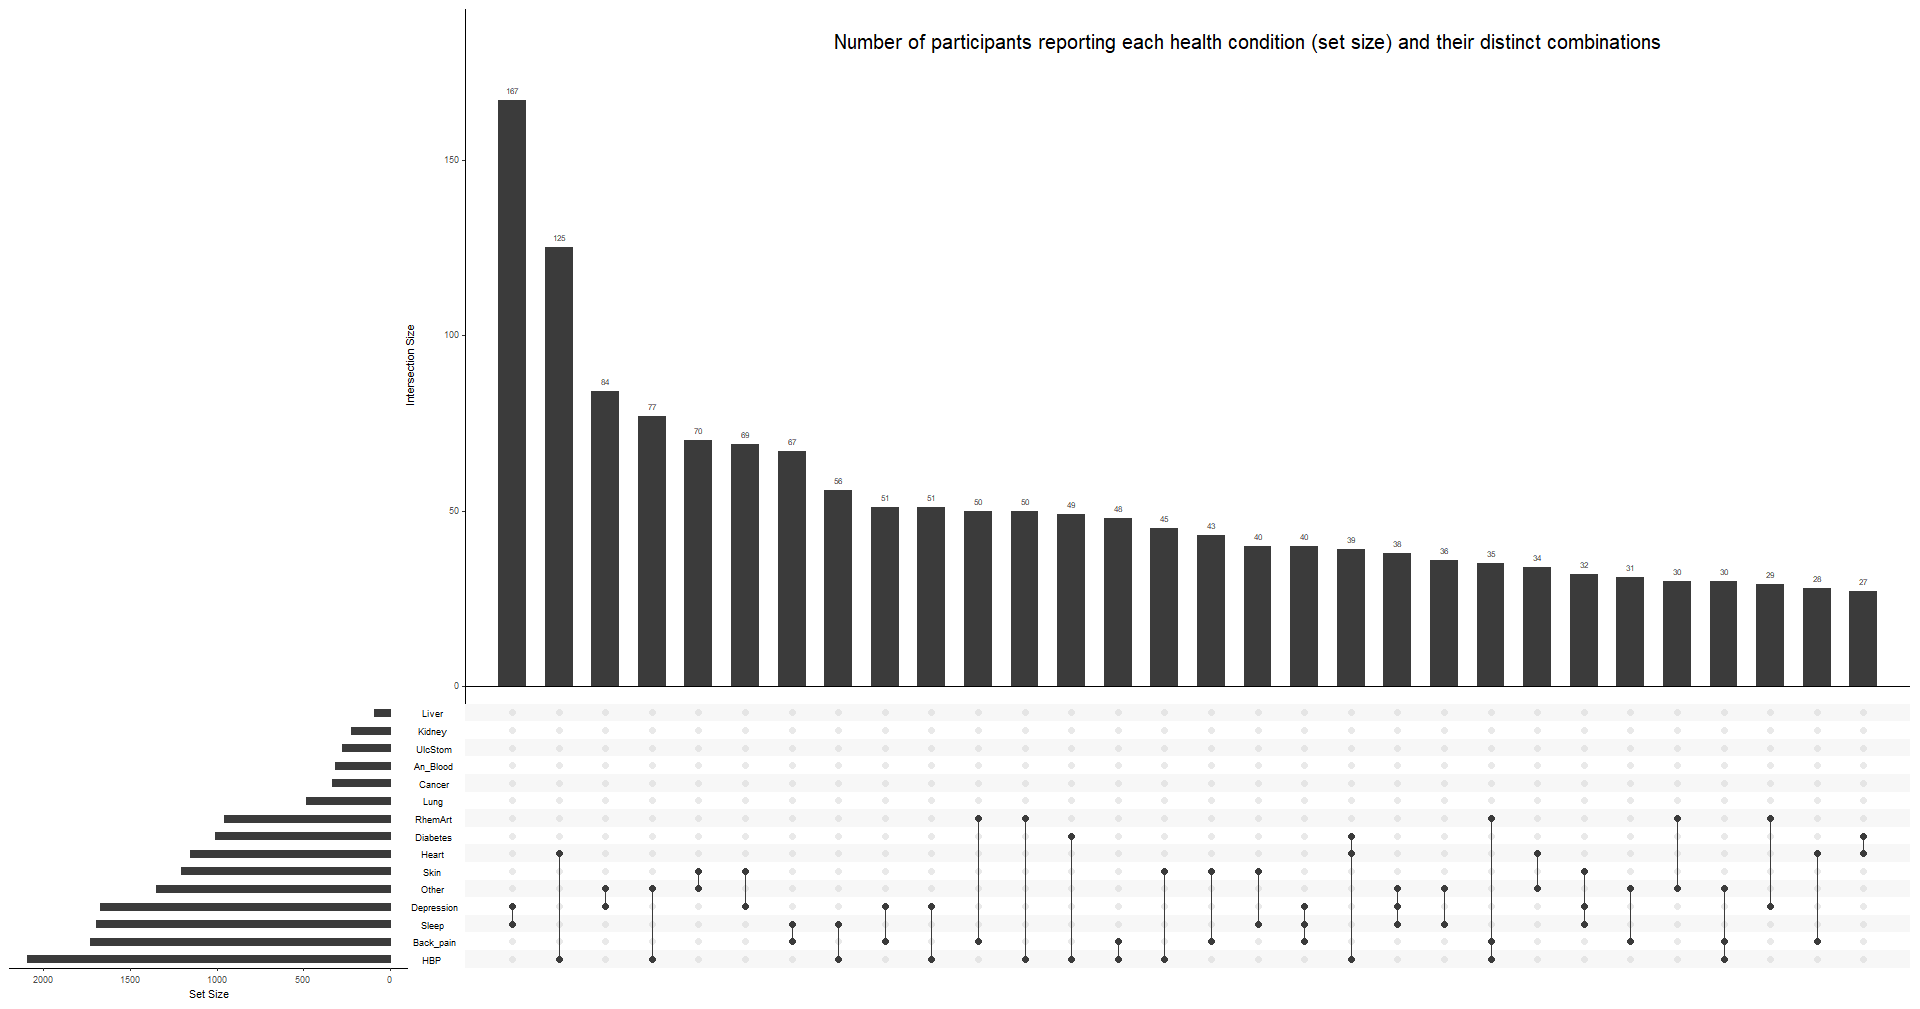 Number of participants reporting each health condition (set size) and their distinct combinations
167
125
84
77
70
69
67
56
51
51
50
50
49
48
45
43
40
40
39
38
36
35
34
32
31
30
30
29
28
27
150
100
50
0
Intersection Size
Liver
Kidney
UlcStom
An_Blood
Cancer
Lung
RhemArt
Diabetes
Heart
Skin
Other
Depression
Sleep
Back_pain
HBP
2000 1500 1000 500 0
Set Size